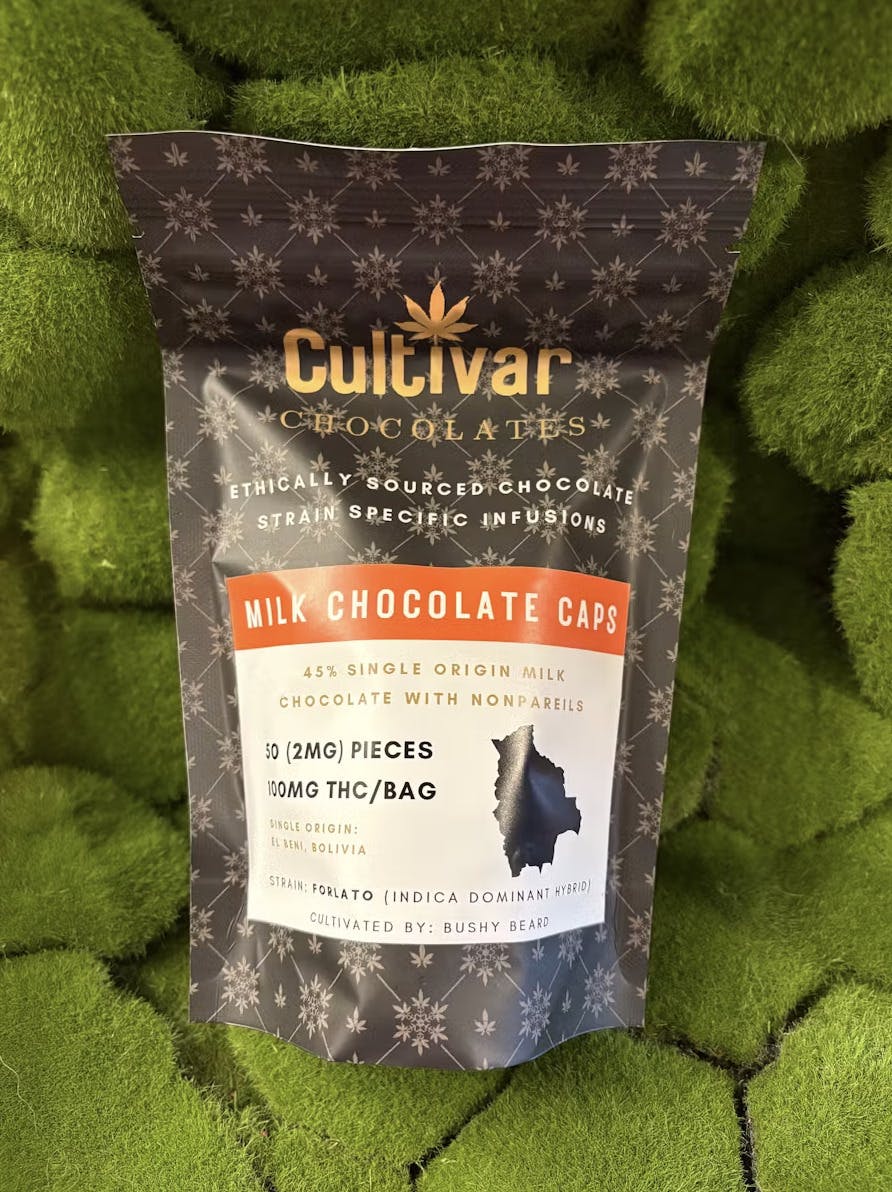 Cultivar
CHOCOLATES
ETHICALLY SOURCED CHOCOLATE
STRAIN SPECIFIC INFUSIONS
MILK CHOCOLATE CAPS
45% SINGLE ORIGIN MILK
CHOCOLATE WITH NONPAREILS
50 (2MG) PIECES
100MG THC/BAG
SINGLE ORIGIN:
EL BENI, BOLIVIA
STRAIN: FORLATO (INDICA DOMINANT HYBRID)
CULTIVATED BY: BUSHY BEARD